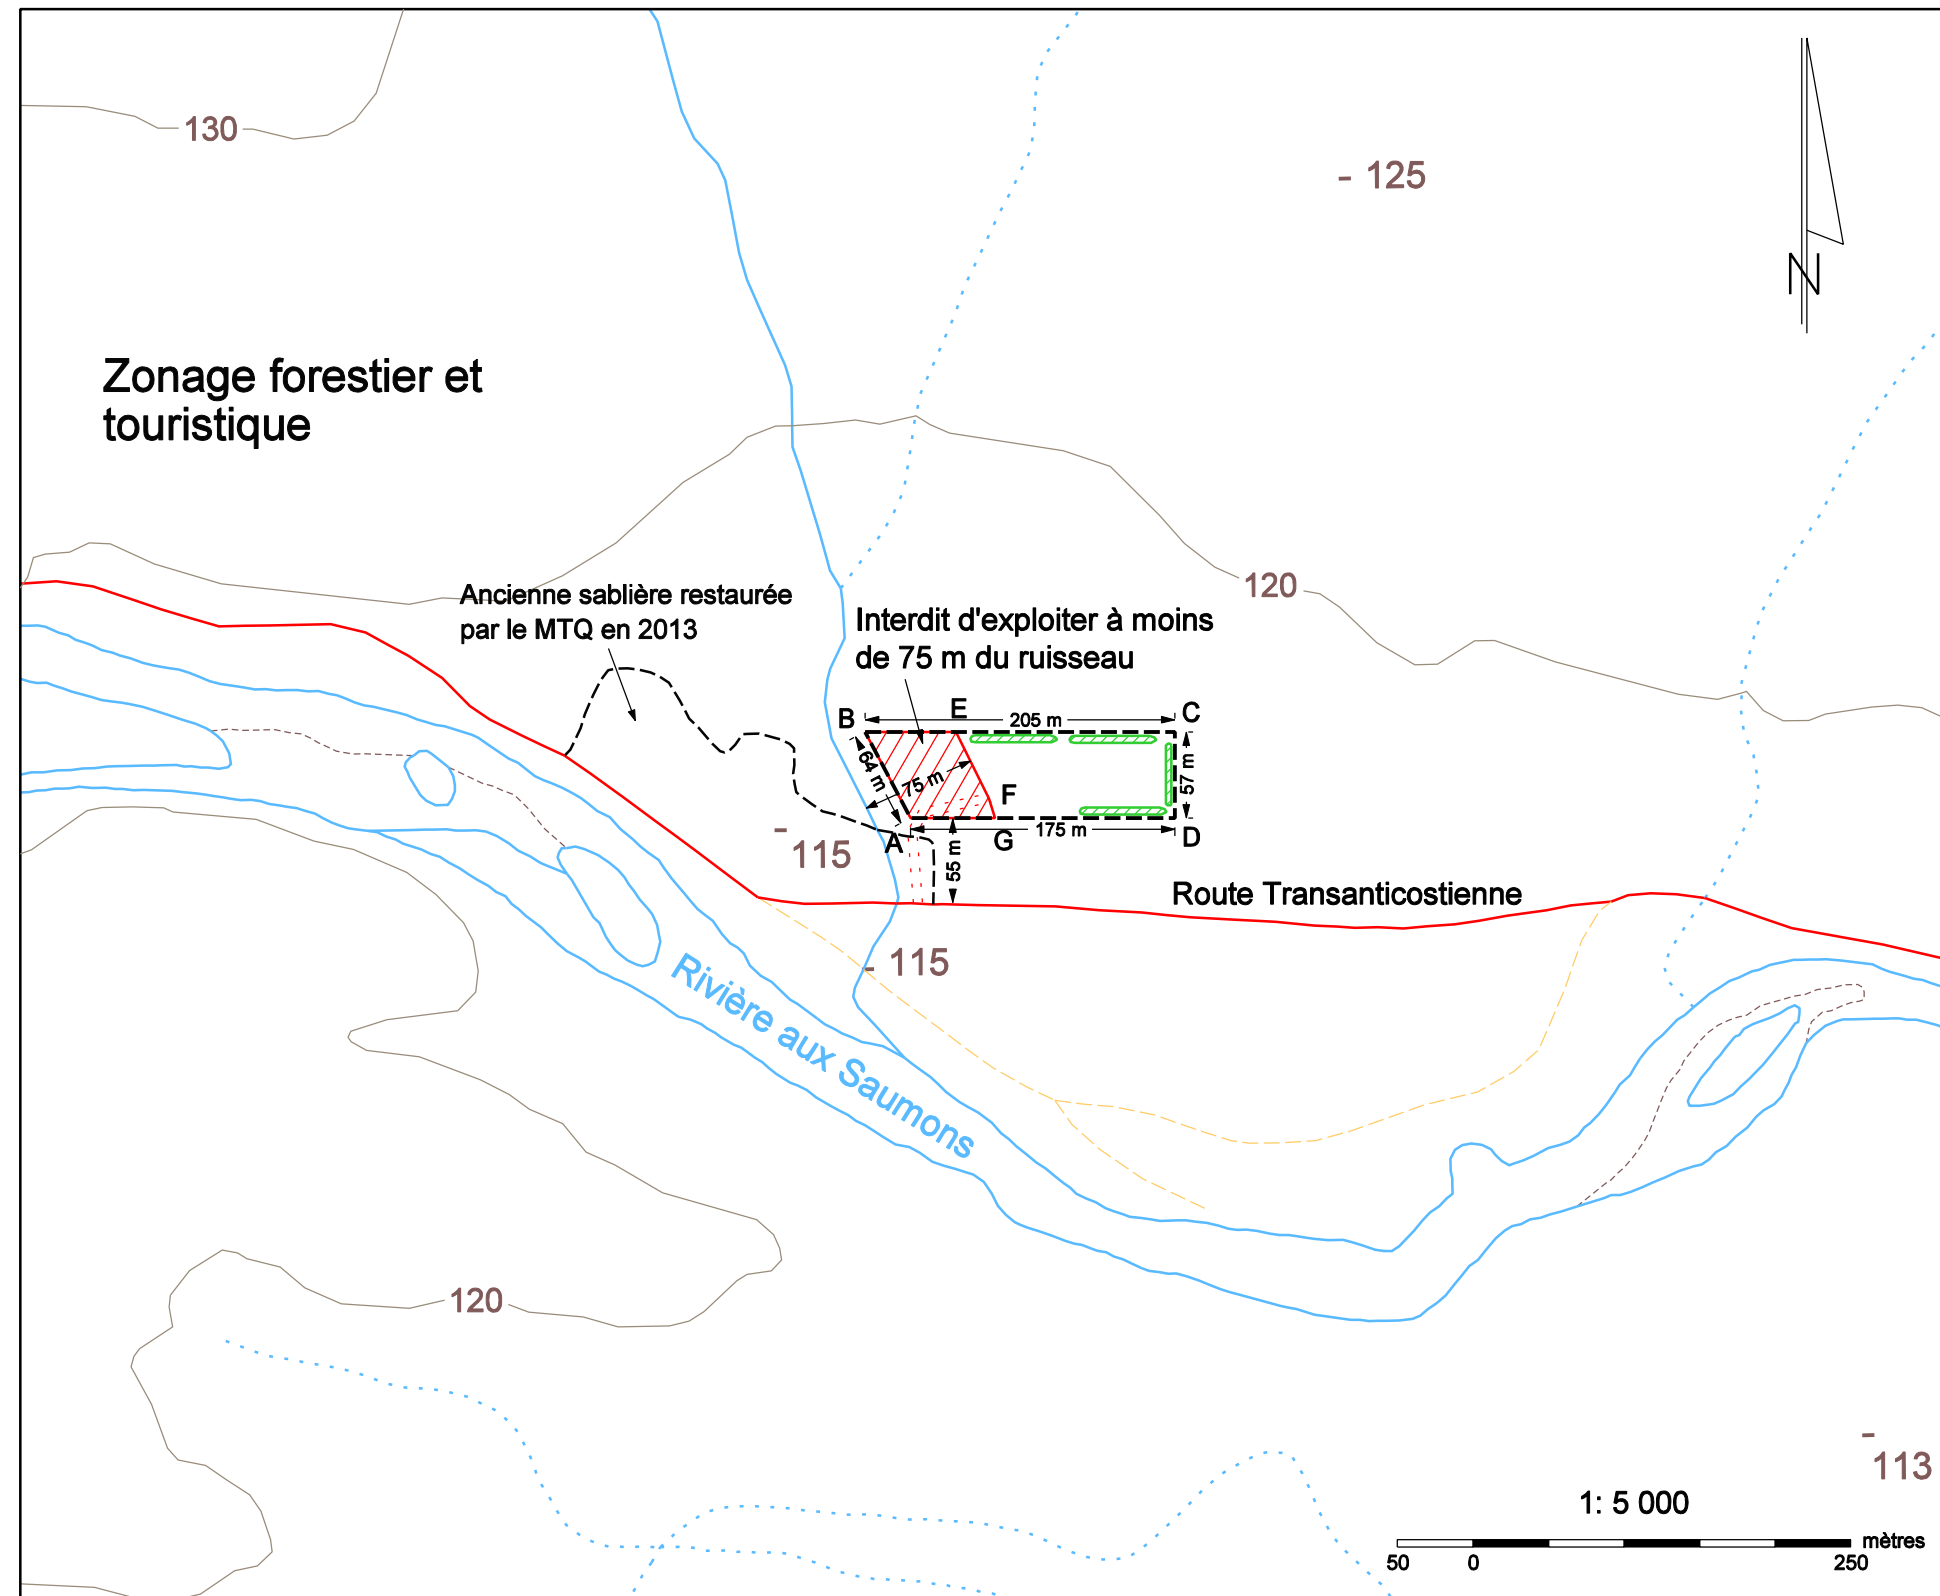 130
- 125
N
Zonage forestier et
touristique
120
Ancienne sablière restaurée
par le MTQ en 2013
Interdit d'exploiter à moins
de 75 m du ruisseau
B
E
C
205 m
64 m
75 m
57 m
F
A
G
D
175 m
55 m
- 115
Route Transanticostienne
- 115
Rivière aux Saumons
120
- 113
1: 5 000
mètres
50
0
250